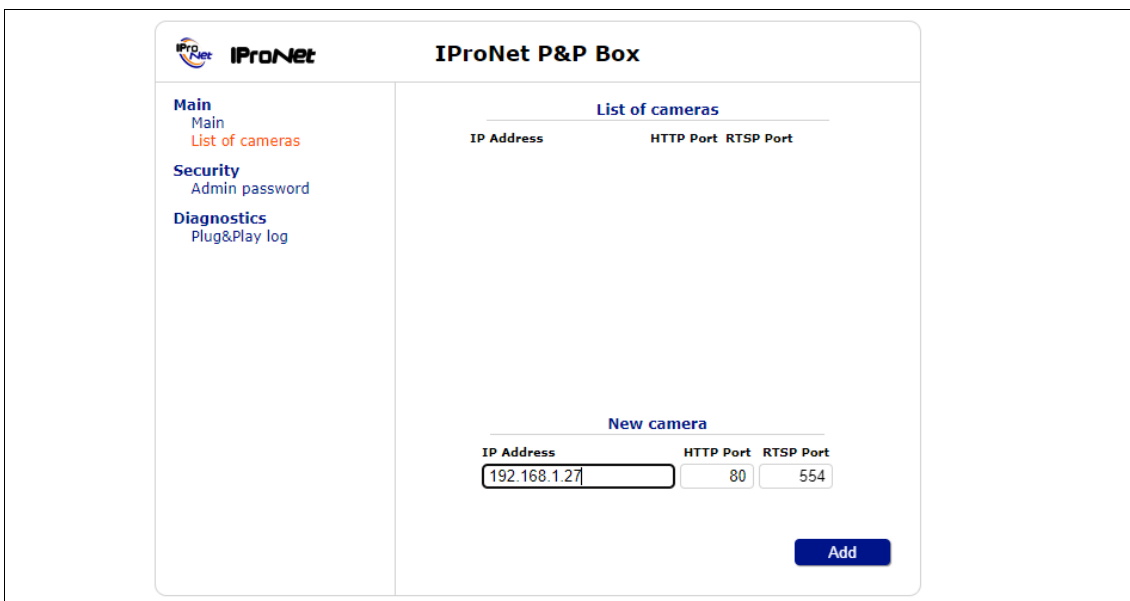 IPro Net IProNet IProNet P&P Box
Main
Main
List of cameras
Security
Admin password
Diagnostics
Plug&Play log
List of cameras
IP Address HTTP Port RTSP Port
New camera
IP Address HTTP Port RTSP Port
192.168.1.27 80 554
Add